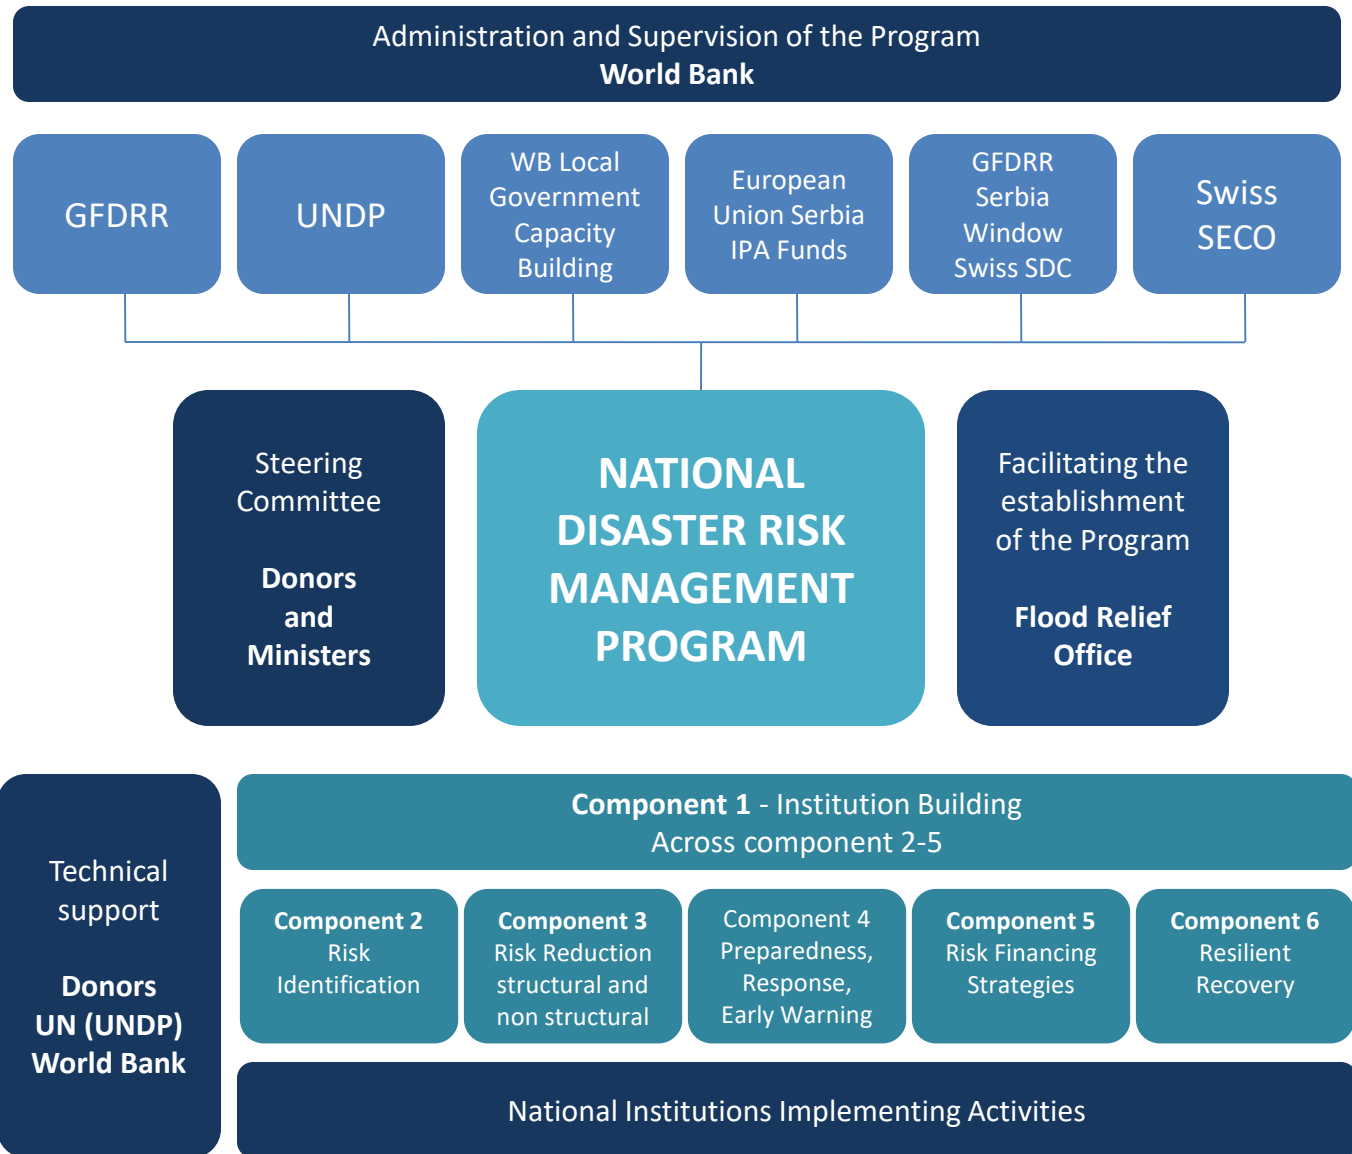 Administration and Supervision of the Program
World Bank
GFDRR
UNDP
WB Local
Government
Capacity
Building
European
Union Serbia
IPA Funds
GFDRR
Serbia
Window
Swiss SDC
Swiss
SECO
Steering
Committee
Donors
and
Ministers
NATIONAL
DISASTER RISK
MANAGEMENT
PROGRAM
Facilitating the
establishment
of the Program
Flood Relief
Office
Technical
support
Donors
UN (UNDP)
World Bank
Component 1 - Institution Building
Across component 2-5
Component 2
Risk
Identification
Component 3
Risk Reduction
structural and
non structural
Component 4
Preparedness,
Response,
Early Warning
Component 5
Risk Financing
Strategies
Component 6
Resilient
Recovery
National Institutions Implementing Activities